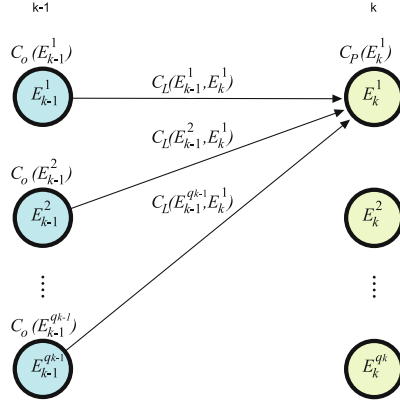 k-1 k
C_o(E_{k-1}^1) C_P(E_k^1)
E_{k-1}^1 C_L(E_{k-1}^1,E_k^1) E_k^1
C_o(E_{k-1}^2) C_L(E_{k-1}^2,E_k^1)
E_{k-1}^2 C_L(E_{k-1}^{qk-1},E_k^1) E_k^2
..... .....
C_o(E_{k-1}^{qk-1})
E_{k-1}^{qk-1} E_k^{qk}